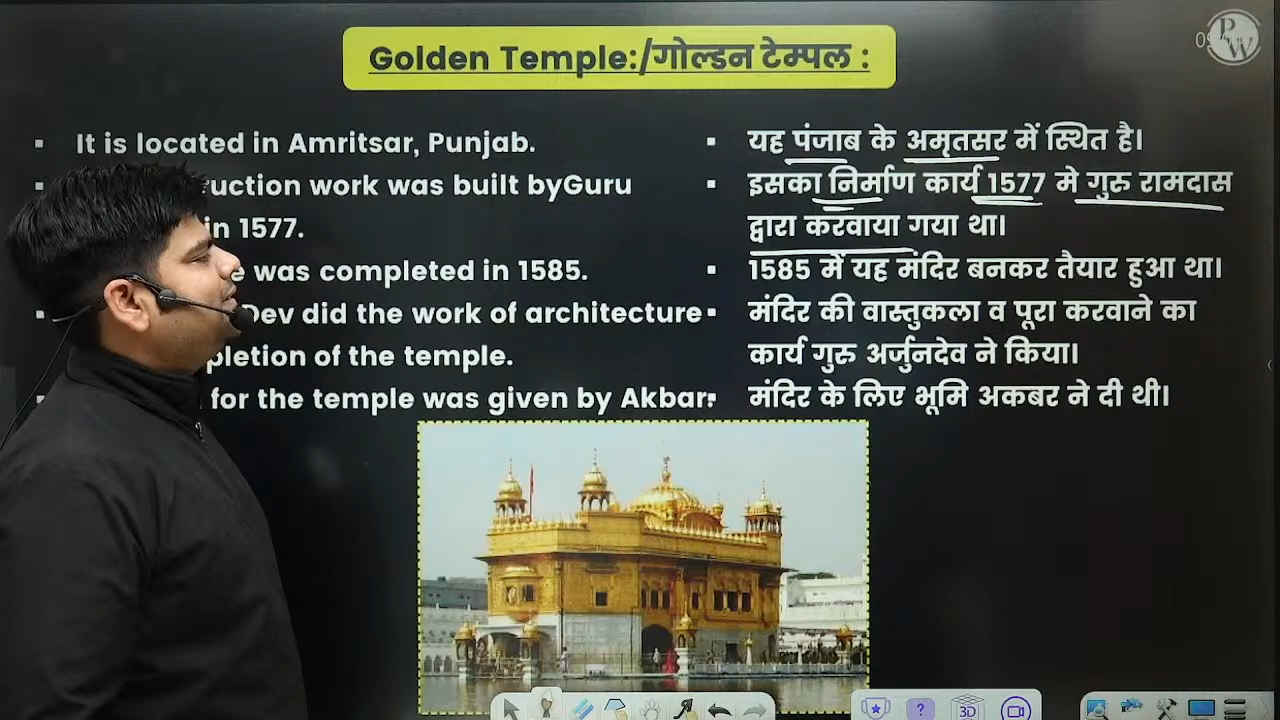 PW
Golden Temple:/गोल्डन टेम्पल :
▪ It is located in Amritsar, Punjab.
▪ ruction work was built byGuru
in 1577.
e was completed in 1585.
▪ Dev did the work of architecture
pletion of the temple.
▪ for the temple was given by Akbar.
▪ यह पंजाब के अमृतसर में स्थित है।
▪ इसका निर्माण कार्य 1577 मे गुरु रामदास
द्वारा करवाया गया था।
▪ 1585 में यह मंदिर बनकर तैयार हुआ था।
▪ मंदिर की वास्तुकला व पूरा करवाने का
कार्य गुरु अर्जुनदेव ने किया।
▪ मंदिर के लिए भूमि अकबर ने दी थी।
?
3D